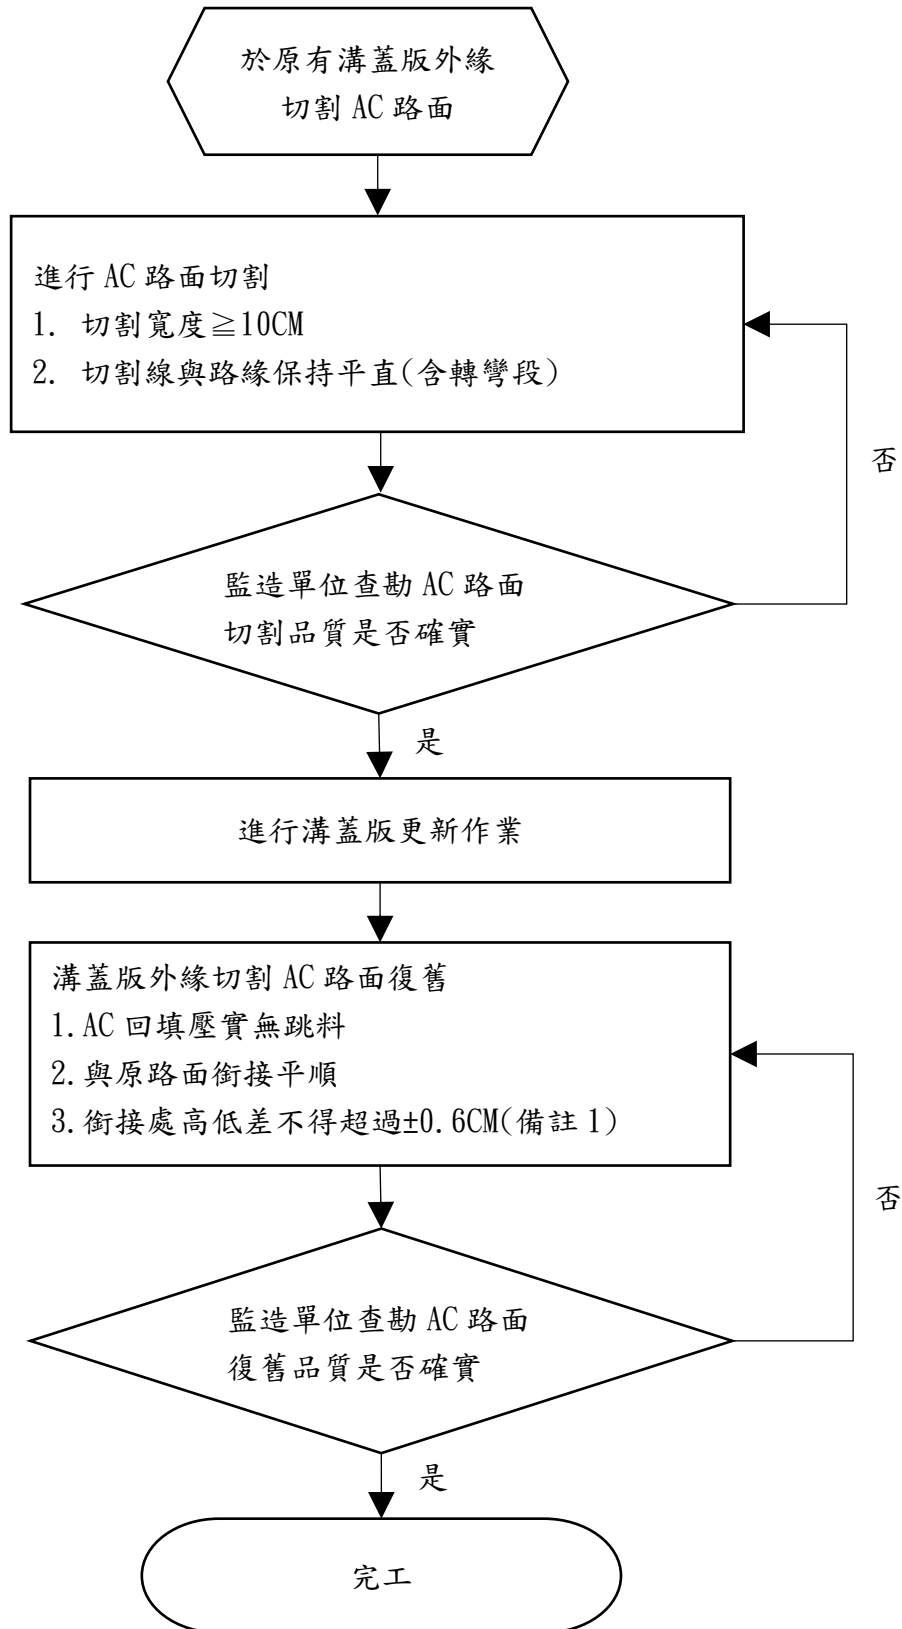 於原有溝蓋版外緣
切割 AC 路面
進行 AC 路面切割
1. 切割寬度≧10CM
2. 切割線與路緣保持平直(含轉彎段)
否
監造單位查勘 AC 路面
切割品質是否確實
是
進行溝蓋版更新作業
溝蓋版外緣切割 AC 路面復舊
1.AC 回填壓實無跳料
2.與原路面銜接平順
3.銜接處高低差不得超過±0.6CM(備註 1)
否
監造單位查勘 AC 路面
復舊品質是否確實
是
完工